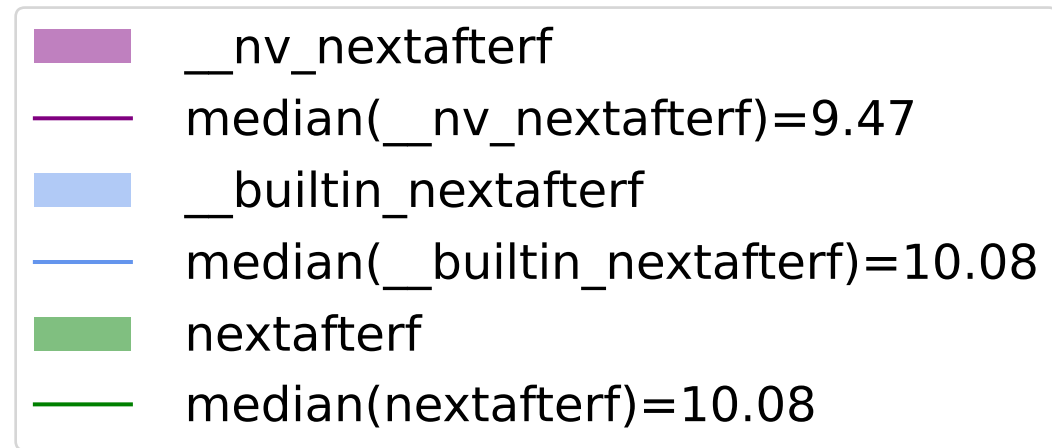 __nv_nextafterf
median(__nv_nextafterf)=9.47
__builtin_nextafterf
median(__builtin_nextafterf)=10.08
nextafterf
median(nextafterf)=10.08